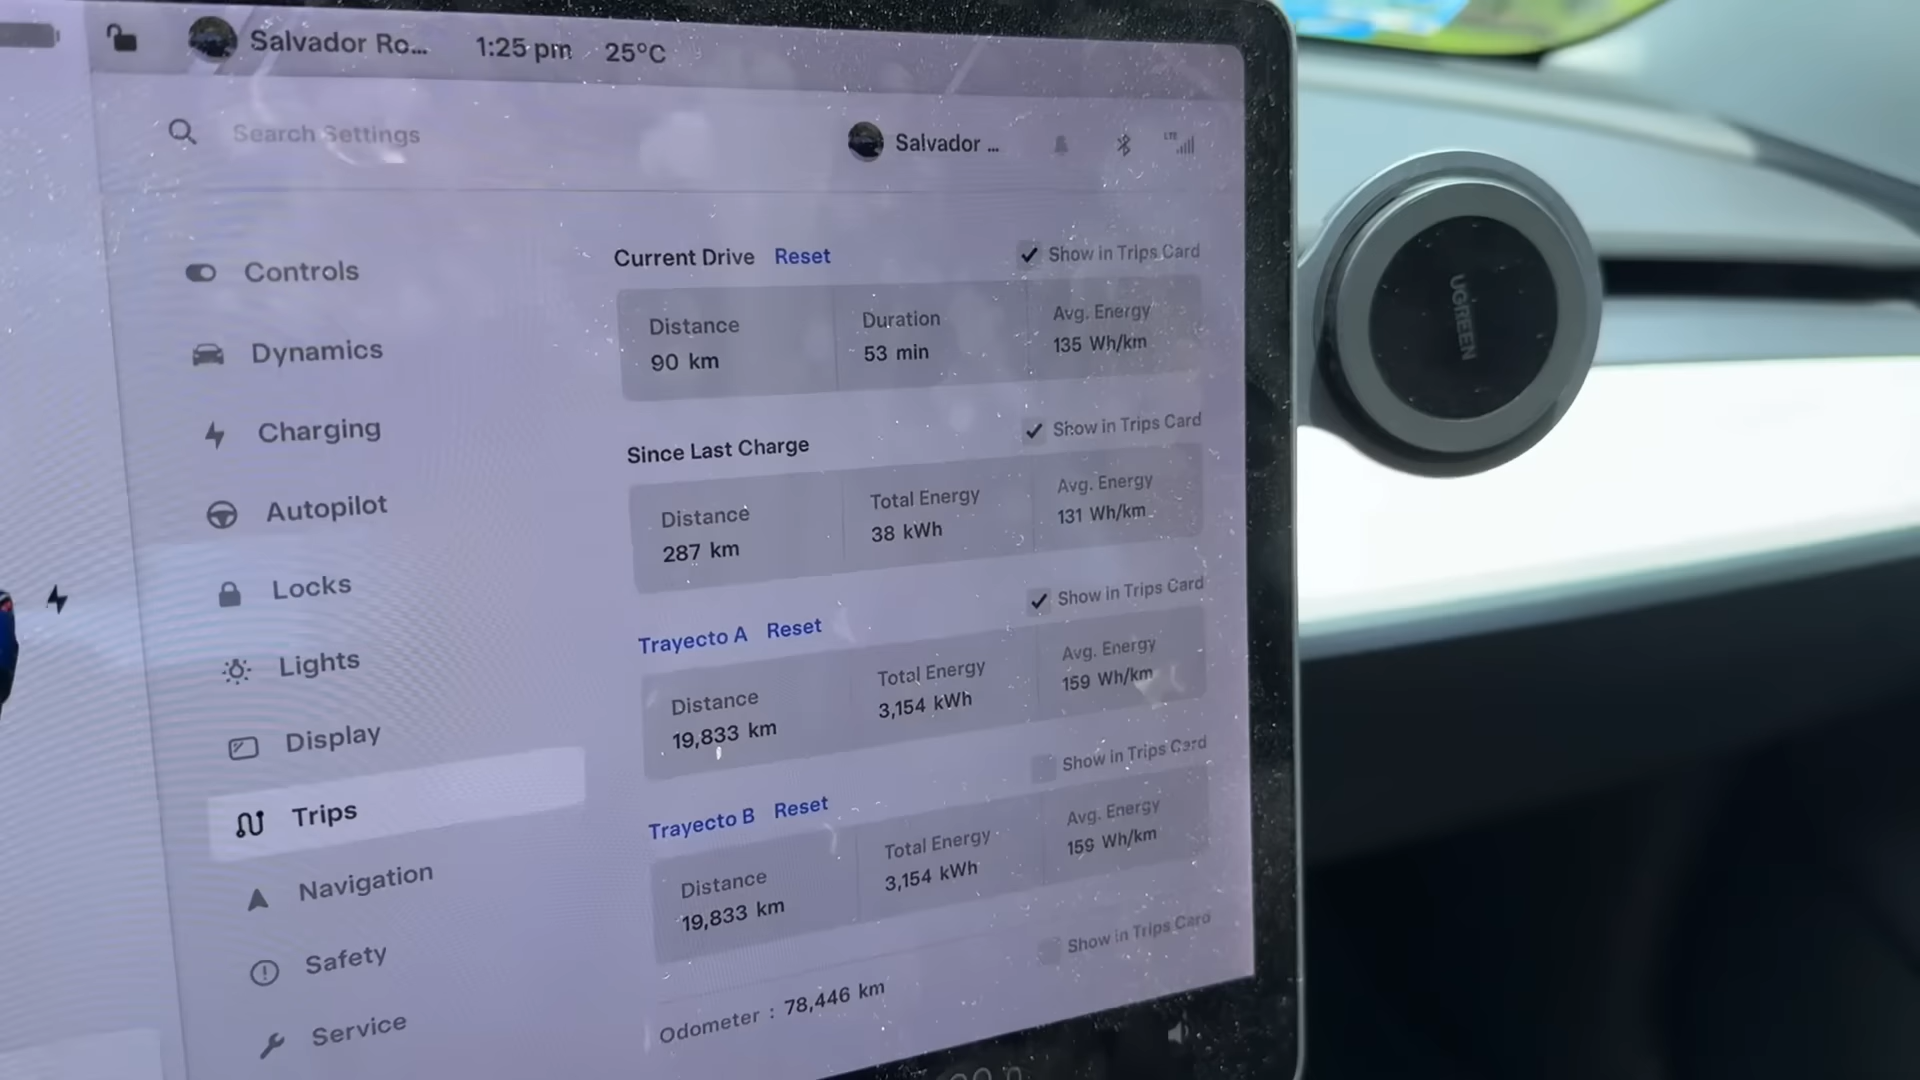 Salvador Ro... 1:25 pm 25°C
Search Settings
Salvador ...
LTE
Controls
Dynamics
Charging
Autopilot
Locks
Lights
Display
Trips
Navigation
Safety
Service
Current Drive Reset
Show in Trips Card
Distance Duration Avg. Energy
90 km 53 min 135 Wh/km
Since Last Charge
Show in Trips Card
Distance Total Energy Avg. Energy
287 km 38 kWh 131 Wh/km
Trayecto A Reset
Show in Trips Card
Distance Total Energy Avg. Energy
19,833 km 3,154 kWh 159 Wh/km
Trayecto B Reset
Show in Trips Card
Distance Total Energy Avg. Energy
19,833 km 3,154 kWh 159 Wh/km
Show in Trips Card
Odometer : 78,446 km
UGREEN